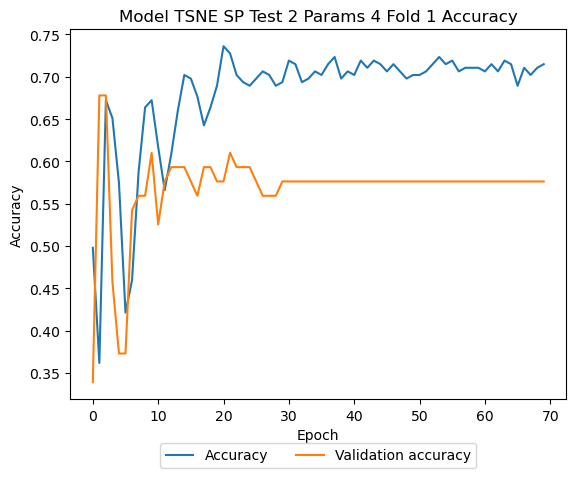 Model TSNE SP Test 2 Params 4 Fold 1 Accuracy
0.75
0.70
0.65
0.60
0.55
0.50
0.45
0.40
0.35
Accuracy
0 10 20 30 40 50 60 70
Epoch
Accuracy Validation accuracy